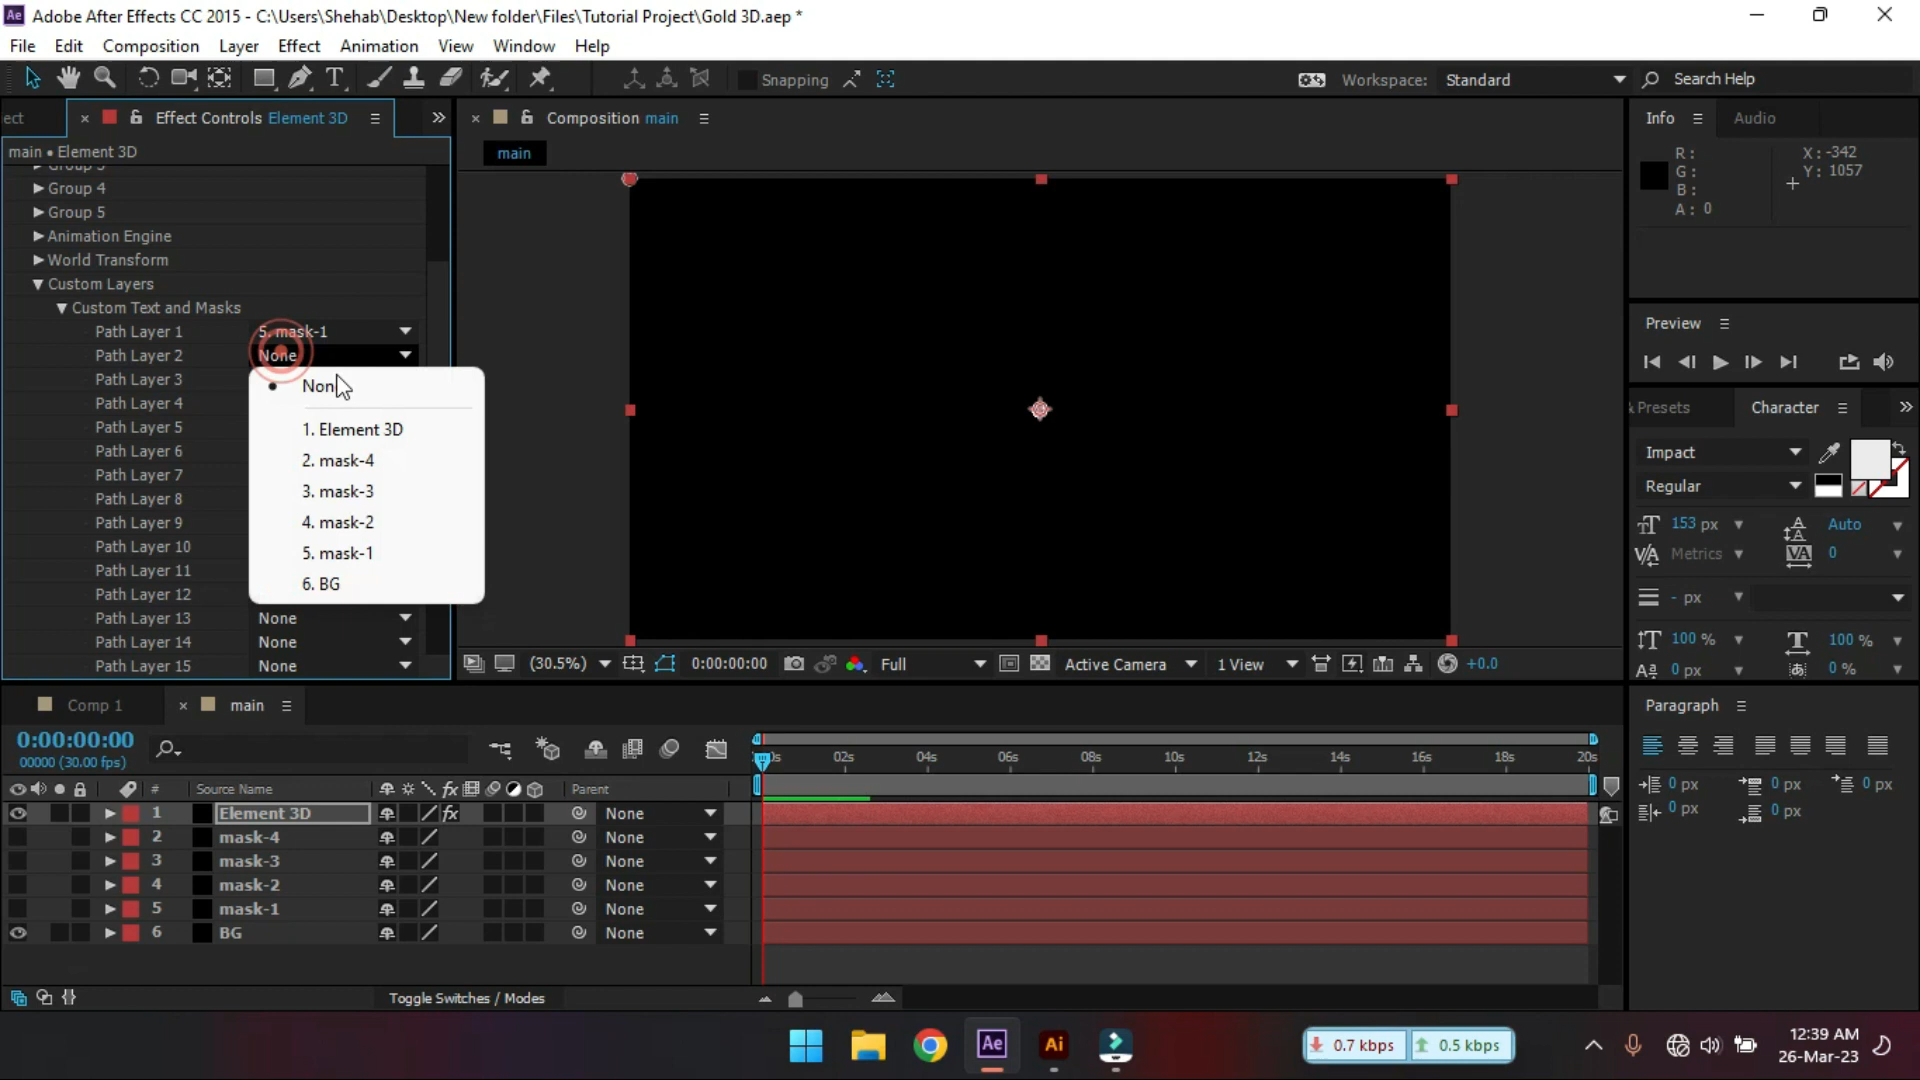 Adobe After Effects CC 2015 - C:\Users\Shehab\Desktop\New folder\Files\Tutorial Project\Gold 3D.aep *
File Edit Composition Layer Effect Animation View Window Help
Snapping
Workspace: Standard
Search Help
ect
Effect Controls Element 3D
Composition main
Info
Audio
main • Element 3D
main
R:
G:
B:
A: 0
X: -342
Y: 1057
Group 4
Group 5
Animation Engine
World Transform
Custom Layers
Custom Text and Masks
Path Layer 1 5. mask-1
Path Layer 2 None
Path Layer 3
Path Layer 4
Path Layer 5
Path Layer 6
Path Layer 7
Path Layer 8
Path Layer 9
Path Layer 10
Path Layer 11
Path Layer 12
Path Layer 13 None
Path Layer 14 None
Path Layer 15 None
1. Element 3D
2. mask-4
3. mask-3
4. mask-2
5. mask-1
6. BG
Preview
Presets
Character
Impact
Regular
153 px
Auto
Metrics
0
- px
100 %
100 %
0 px
0 %
(30.5%) 0:00:00:00 Full Active Camera 1 View +0.0
Comp 1
main
Paragraph
0:00:00:00
00000 (30.00 fps)
02s 04s 06s 08s 10s 12s 14s 16s 18s 20s
# Source Name Parent
1 Element 3D None
2 mask-4 None
3 mask-3 None
4 mask-2 None
5 mask-1 None
6 BG None
0 px 0 px 0 px
0 px 0 px
Toggle Switches / Modes
Ae
Ai
0.7 kbps 0.5 kbps
12:39 AM
26-Mar-23